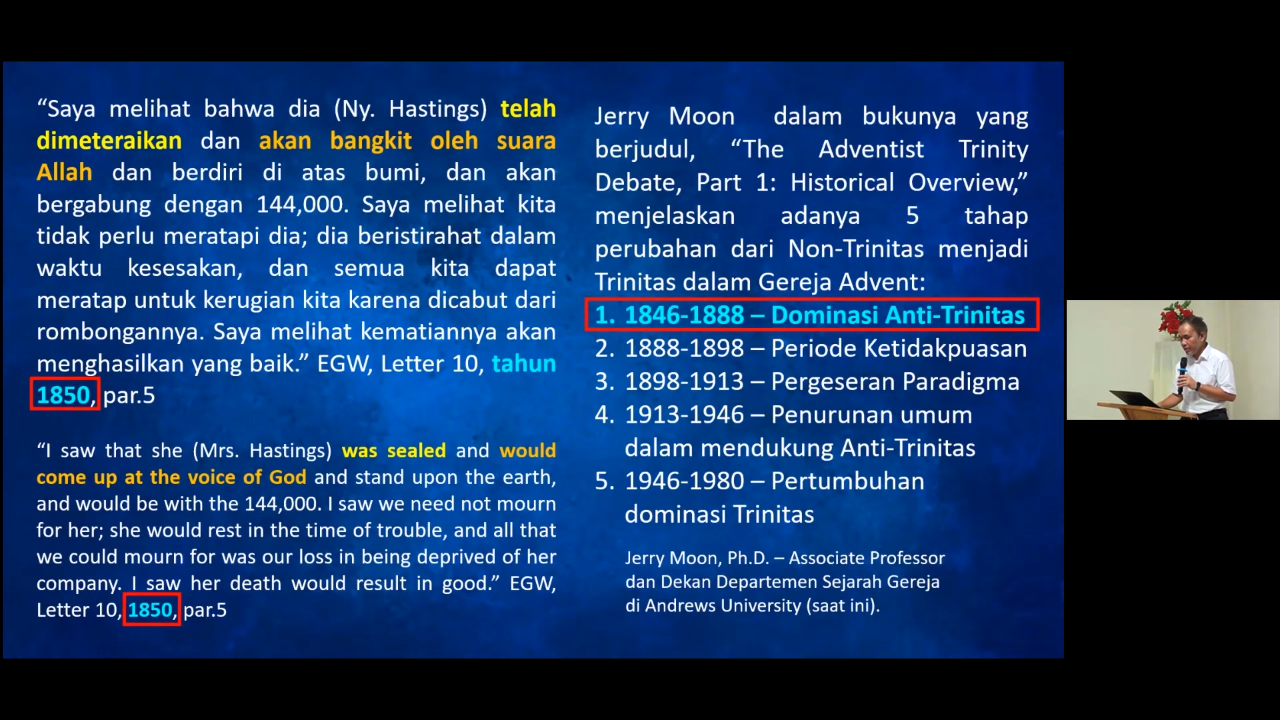 “Saya melihat bahwa dia (Ny. Hastings) telah
dimeteraikan dan akan bangkit oleh suara
Allah dan berdiri di atas bumi, dan akan
bergabung dengan 144,000. Saya melihat kita
tidak perlu meratapi dia; dia beristirahat dalam
waktu kesesakan, dan semua kita dapat
meratap untuk kerugian kita karena dicabut dari
rombongannya. Saya melihat kematiannya akan
menghasilkan yang baik.” EGW, Letter 10, tahun
1850, par.5
“I saw that she (Mrs. Hastings) was sealed and would
come up at the voice of God and stand upon the earth,
and would be with the 144,000. I saw we need not mourn
for her; she would rest in the time of trouble, and all that
we could mourn for was our loss in being deprived of her
company. I saw her death would result in good.” EGW,
Letter 10, 1850, par.5
Jerry Moon dalam bukunya yang
berjudul, “The Adventist Trinity
Debate, Part 1: Historical Overview,”
menjelaskan adanya 5 tahap
perubahan dari Non-Trinitas menjadi
Trinitas dalam Gereja Advent:
1. 1846-1888 – Dominasi Anti-Trinitas
2. 1888-1898 – Periode Ketidakpuasan
3. 1898-1913 – Pergeseran Paradigma
4. 1913-1946 – Penurunan umum
dalam mendukung Anti-Trinitas
5. 1946-1980 – Pertumbuhan
dominasi Trinitas
Jerry Moon, Ph.D. – Associate Professor
dan Dekan Departemen Sejarah Gereja
di Andrews University (saat ini).